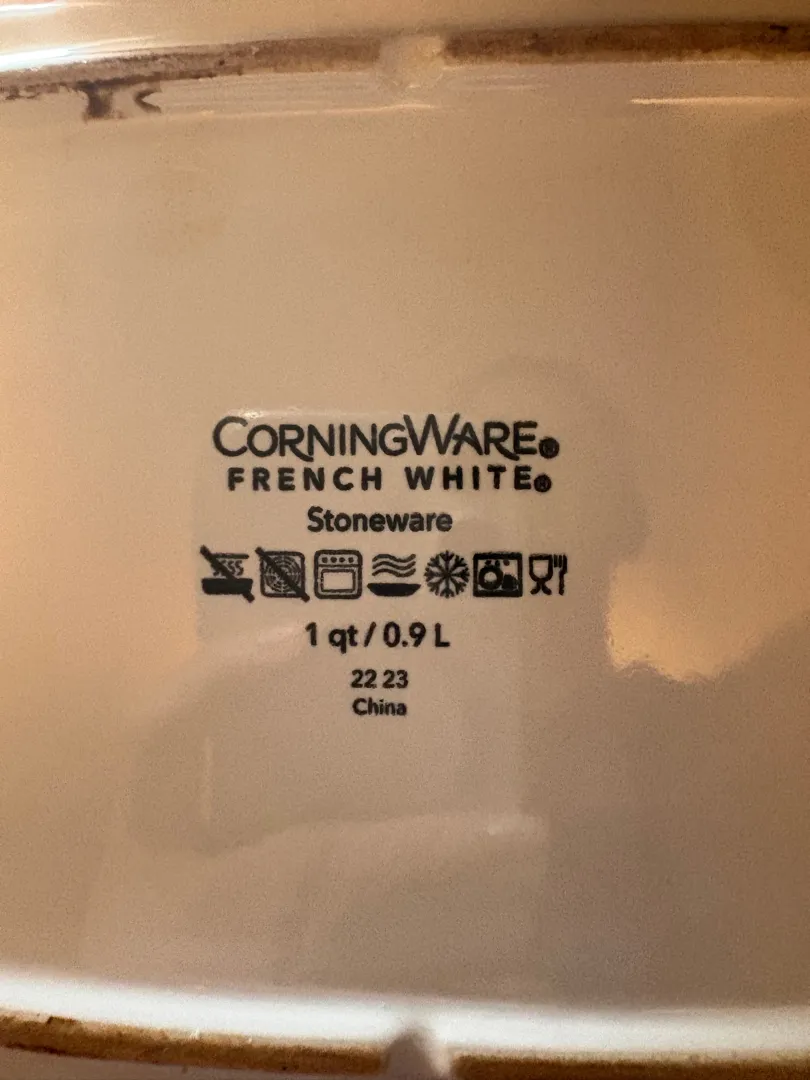 CORNINGWARE®
FRENCH WHITE®
Stoneware
1 qt / 0.9 L
22 23
China